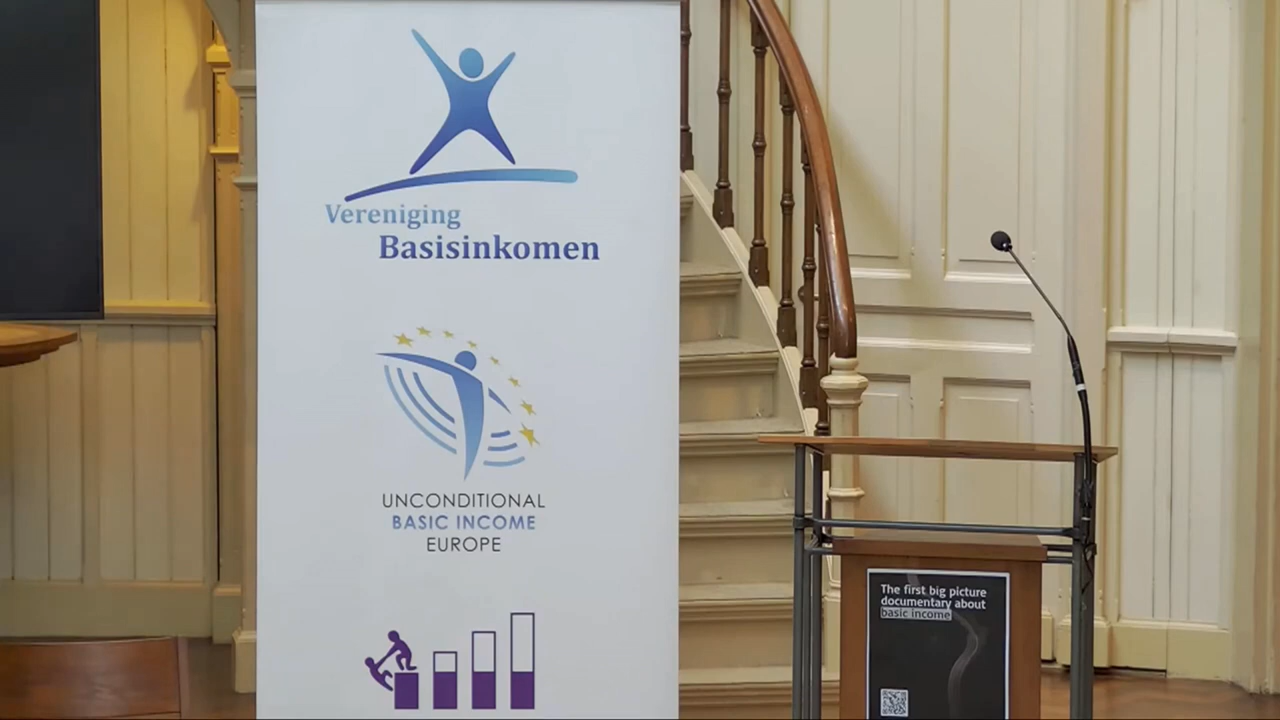 Vereniging
Basisinkomen
UNCONDITIONAL
BASIC INCOME
EUROPE
The first big picture
documentary about
basic income